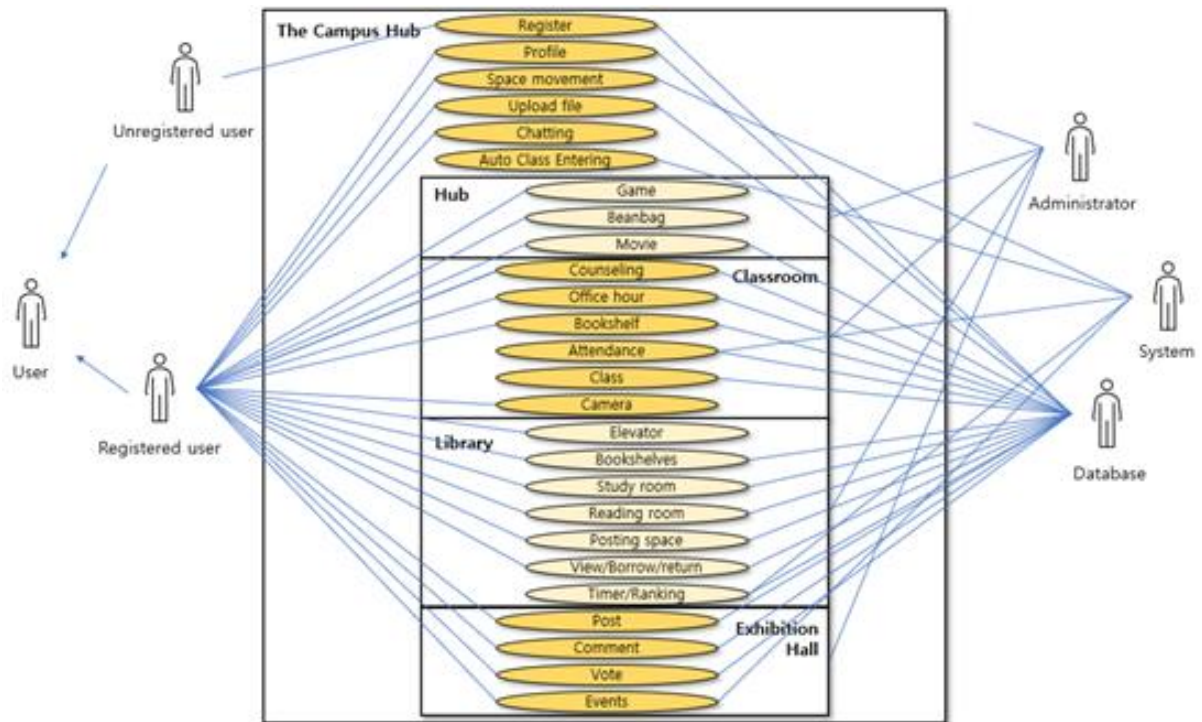 The Campus Hub
Register
Profile
Space movement
Upload file
Chatting
Auto Class Entering
Unregistered user
User
Registered user
Hub
Game
Beanbag
Movie
Classroom
Counseling
Office hour
Bookshelf
Attendance
Class
Camera
Library
Elevator
Bookshelves
Study room
Reading room
Posting space
View/Borrow/return
Timer/Ranking
Exhibition
Hall
Post
Comment
Vote
Events
Administrator
System
Database